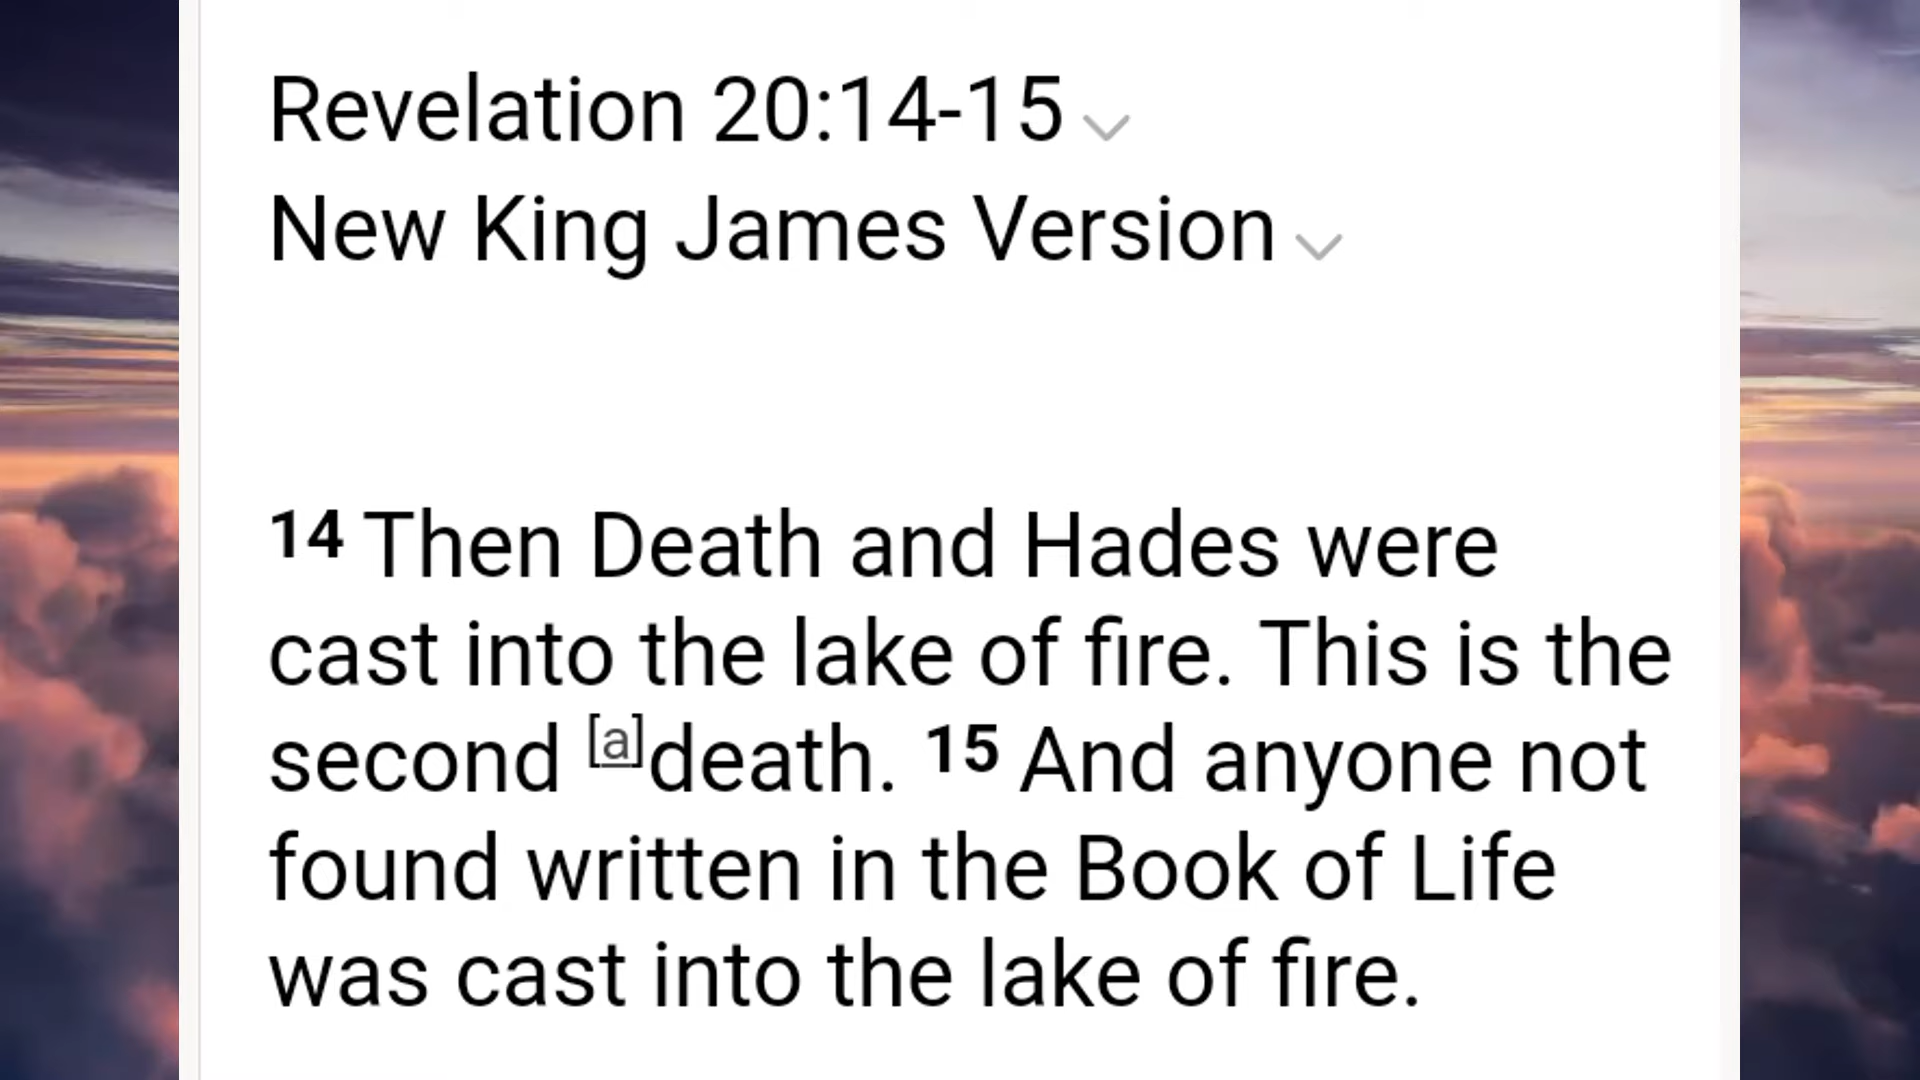 Revelation 20:14-15
New King James Version
14 Then Death and Hades were
cast into the lake of fire. This is the
second [a]death. 15 And anyone not
found written in the Book of Life
was cast into the lake of fire.